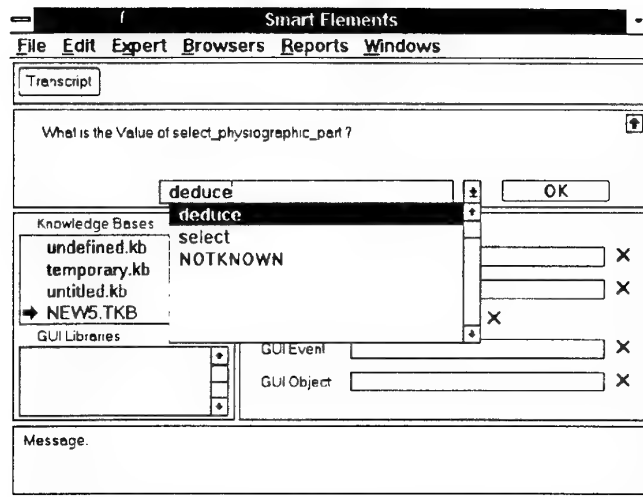 Smart Elements
File Edit Expert Browsers Reports Windows
Transcript
What is the Value of select_physiographic_part ?
deduce OK
deduce
select
NOTKNOWN
Knowledge Bases
undefined.kb
temporary.kb
untitled.kb
NEW5.TKB
GUI Libraries
GUI Event
GUI Object
Message.